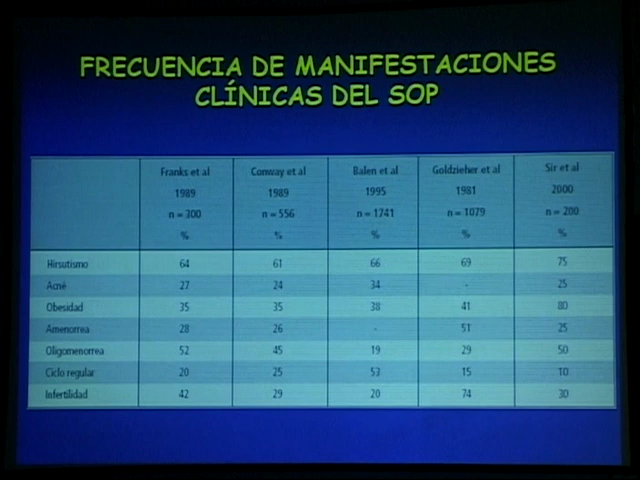 FRECUENCIA DE MANIFESTACIONES
CLÍNICAS DEL SOP
Franks et al Conway et al Balen et al Goldzieher et al Sir et al
1989 1989 1995 1981 2000
n = 300 n = 556 n = 1741 n = 1079 n = 200
% % % % %
Hirsutismo 64 61 66 69 75
Acné 27 24 34 - 25
Obesidad 35 35 38 41 80
Amenorrea 28 26 - 51 25
Oligomenorrea 52 45 19 29 50
Ciclo regular 20 25 53 15 10
Infertilidad 42 29 20 74 30